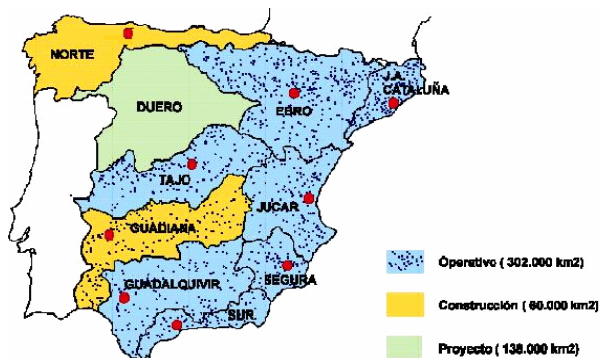 NORTE
DUERO
EBRO
J.A.
CATALUÑA
TAJO
JUCAR
GUADIANA
SEGURA
GUADALQUIVIR
SUR
Operativo ( 302.000 km2)
Construcción ( 60.000 km2)
Proyecto ( 138.000 km2)